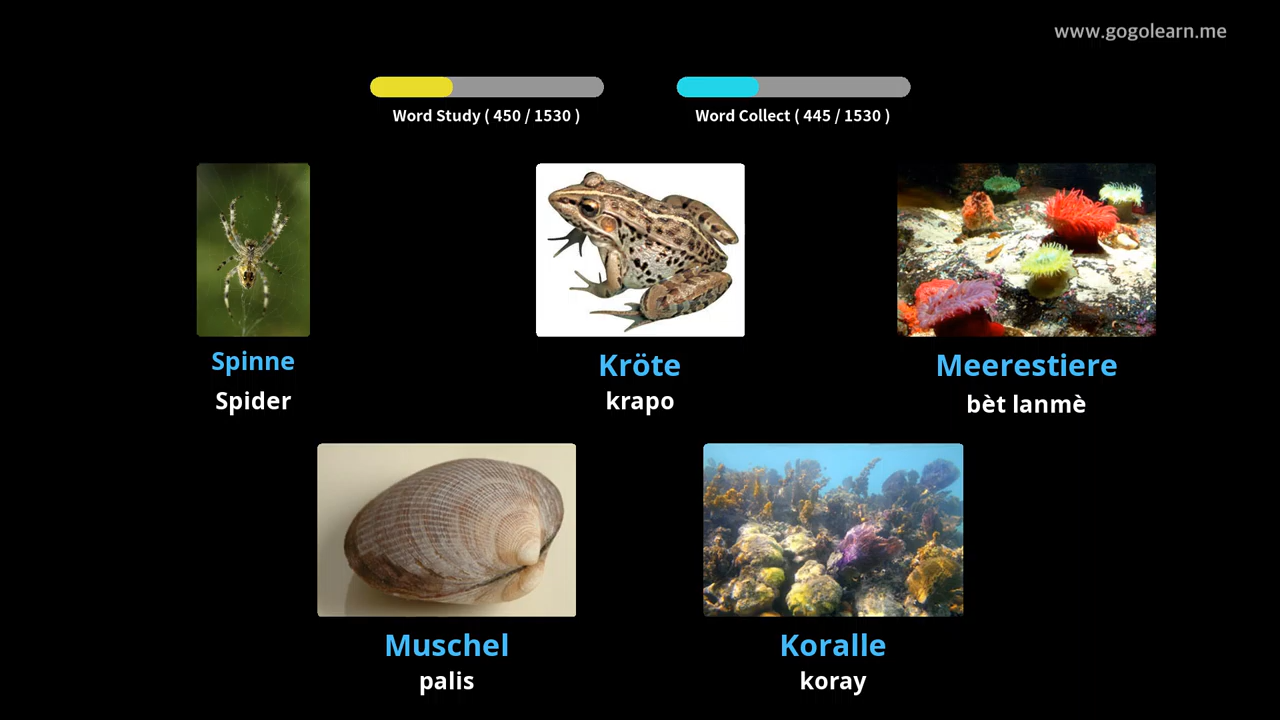 www.gogolearn.me
Word Study ( 450 / 1530 )
Word Collect ( 445 / 1530 )
Spinne
Spider
Kröte
krapo
Meerestiere
bèt lanmè
Muschel
palis
Koralle
koray